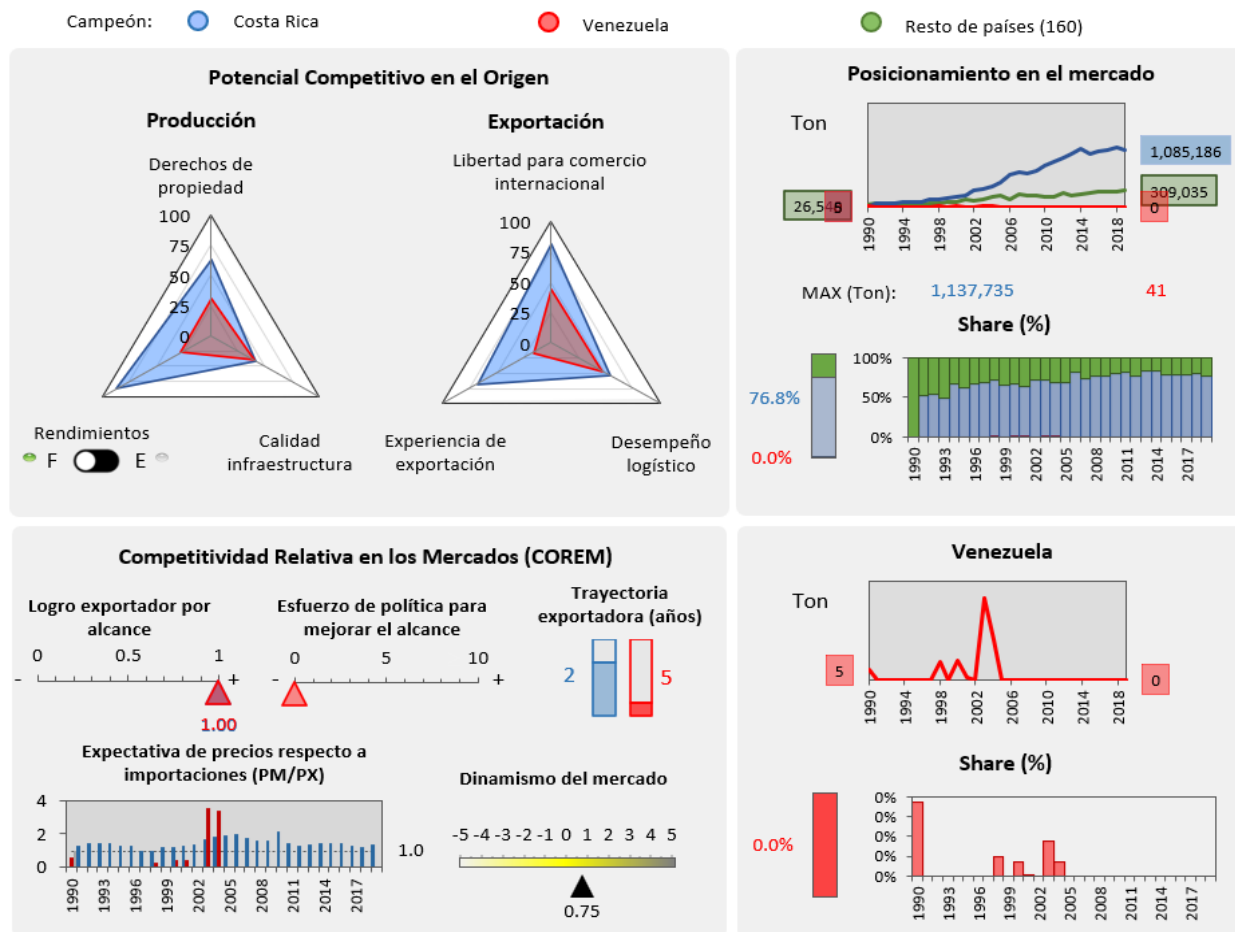 Campeón:
Costa Rica
Venezuela
Resto de países (160)
Potencial Competitivo en el Origen
Producción
Derechos de
propiedad
100
75
50
25
0
Rendimientos
F
E
Calidad
infraestructura
Exportación
Libertad para comercio
internacional
100
75
50
25
0
Experiencia de
exportación
Desempeño
logístico
Posicionamiento en el mercado
Ton
1,085,186
309,035
0
1990
1994
1998
2002
2006
2010
2014
2018
MAX (Ton):
1,137,735
41
Share (%)
76.8%
0.0%
100%
50%
0%
1990
1993
1996
1999
2002
2005
2008
2011
2014
2017
Competitividad Relativa en los Mercados (COREM)
Logro exportador por
alcance
0
0.5
1
-
+
1.00
Esfuerzo de política para
mejorar el alcance
0
5
10
-
+
Trayectoria
exportadora (años)
2
5
Expectativa de precios respecto a
importaciones (PM/PX)
4
2
0
1.0
1990
1993
1996
1999
2002
2005
2008
2011
2014
2017
Dinamismo del mercado
-5 -4 -3 -2 -1 0 1 2 3 4 5
0.75
Venezuela
Ton
5
0
1990
1994
1998
2002
2006
2010
2014
2018
Share (%)
0.0%
0%
0%
0%
0%
0%
1990
1993
1996
1999
2002
2005
2008
2011
2014
2017